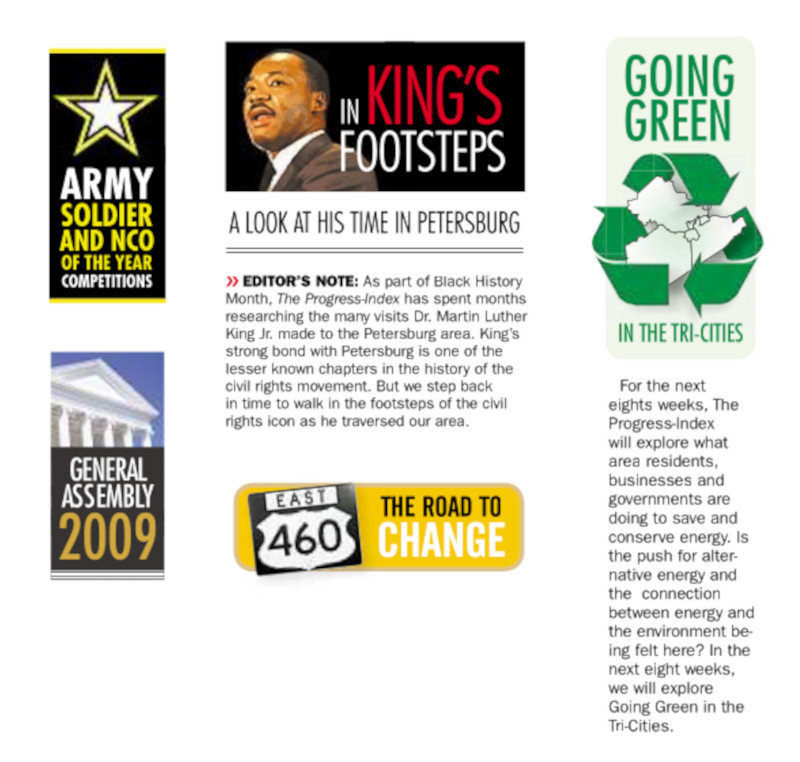 ARMY
SOLDIER
AND NCO
OF THE YEAR
COMPETITIONS
GENERAL
ASSEMBLY
2009
IN KING'S
FOOTSTEPS
A LOOK AT HIS TIME IN PETERSBURG
» EDITOR'S NOTE: As part of Black History
Month, The Progress-Index has spent months
researching the many visits Dr. Martin Luther
King Jr. made to the Petersburg area. King's
strong bond with Petersburg is one of the
lesser known chapters in the history of the
civil rights movement. But we step back
in time to walk in the footsteps of the civil
rights icon as he traversed our area.
EAST
460
THE ROAD TO
CHANGE
GOING
GREEN
IN THE TRI-CITIES
For the next
eights weeks, The
Progress-Index
will explore what
area residents,
businesses and
governments are
doing to save and
conserve energy. Is
the push for alter-
native energy and
the connection
between energy and
the environment be-
ing felt here? In the
next eight weeks,
we will explore
Going Green in the
Tri-Cities.